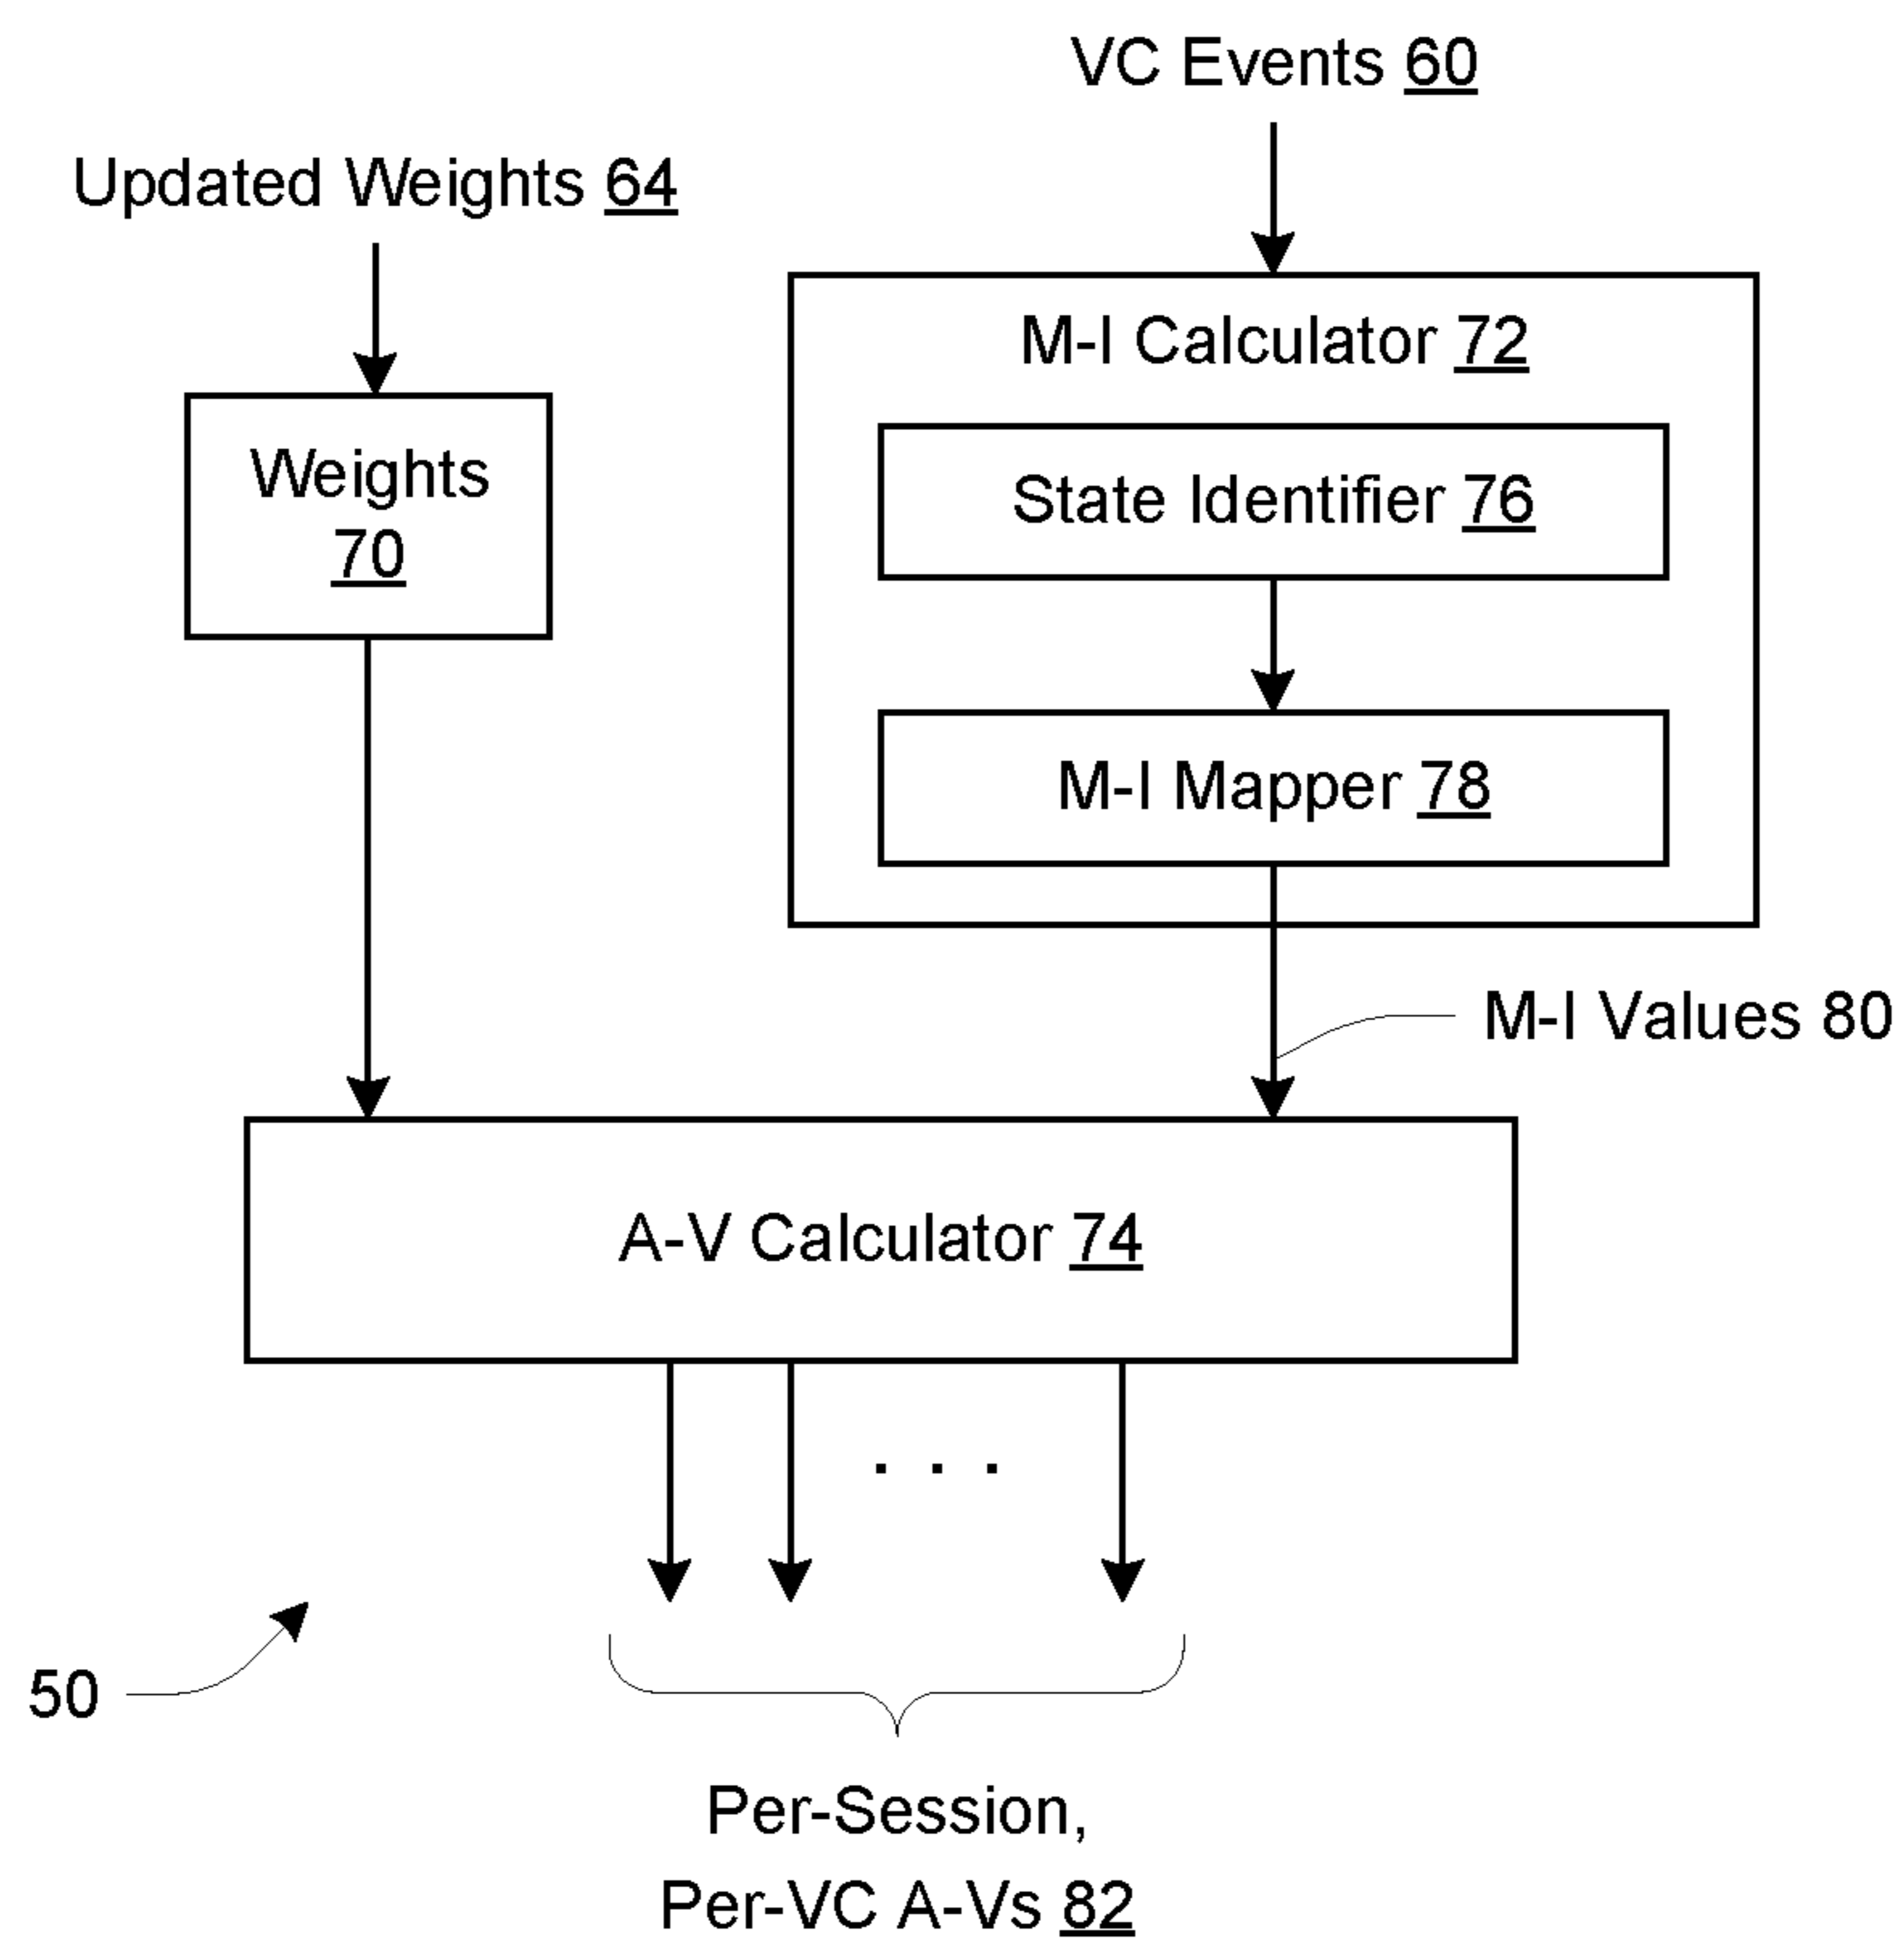 VC Events 60
Updated Weights 64
M-I Calculator 72
Weights
70
State Identifier 76
M-I Mapper 78
M-I Values 80
A-V Calculator 74
. . .
50
Per-Session,
Per-VC A-Vs 82